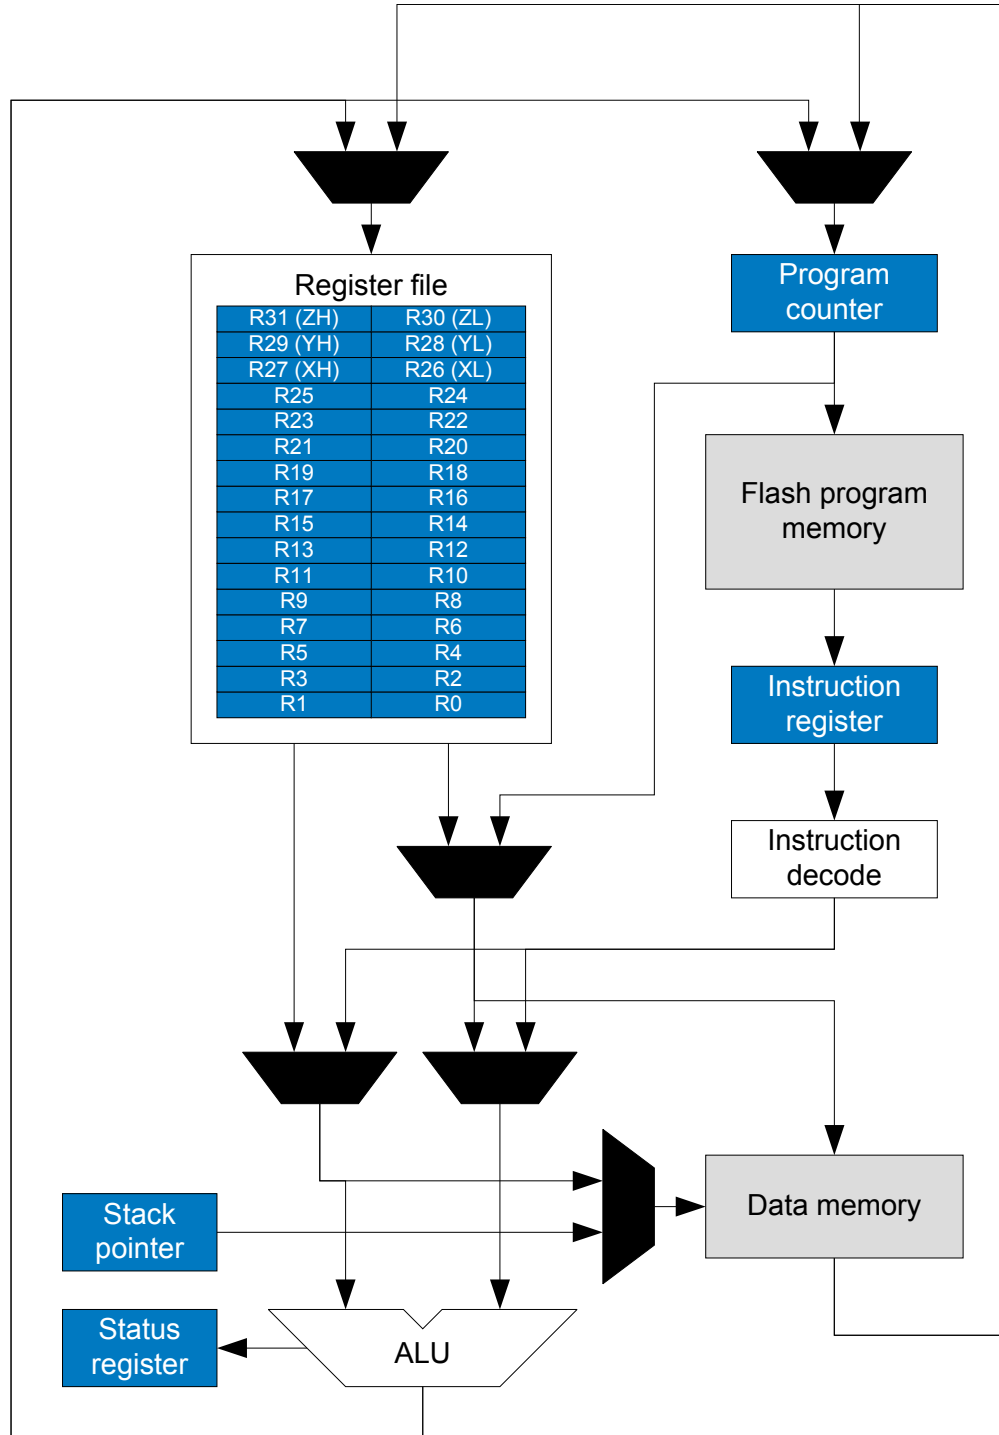 Register file
R31 (ZH) R30 (ZL)
R29 (YH) R28 (YL)
R27 (XH) R26 (XL)
R25 R24
R23 R22
R21 R20
R19 R18
R17 R16
R15 R14
R13 R12
R11 R10
R9 R8
R7 R6
R5 R4
R3 R2
R1 R0
Program
counter
Flash program
memory
Instruction
register
Instruction
decode
Stack
pointer
Data memory
Status
register
ALU